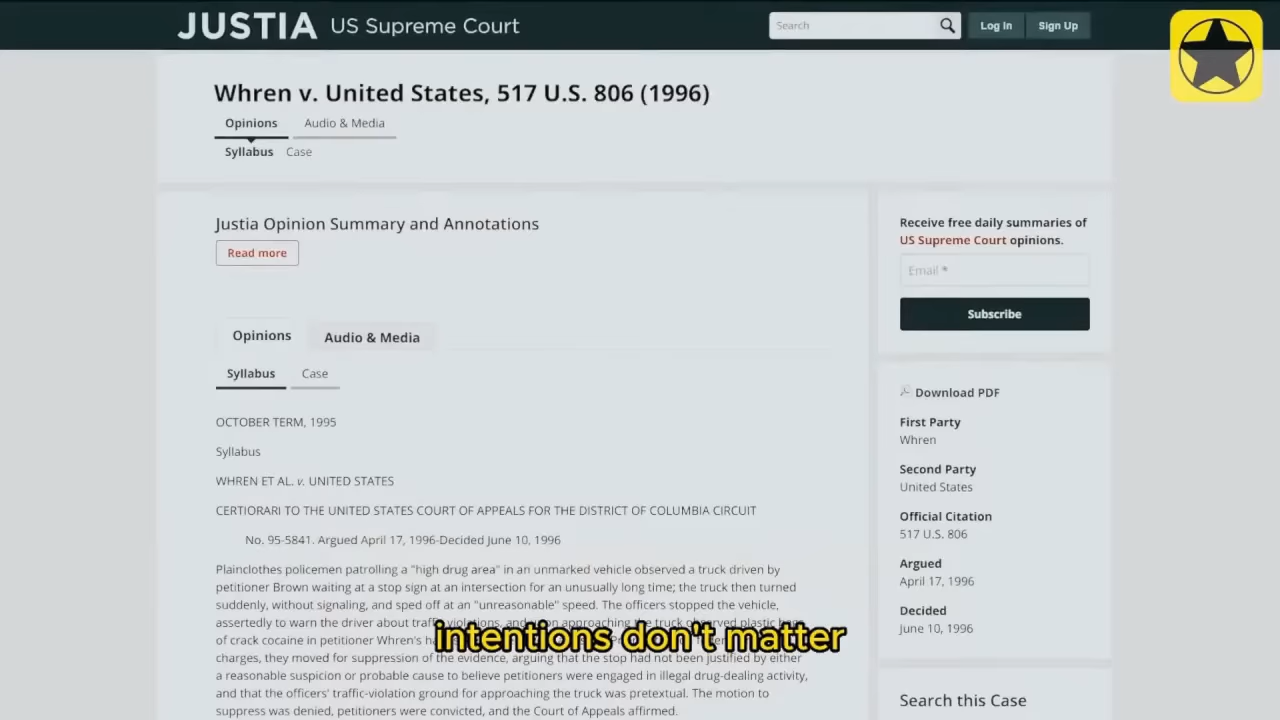 JUSTIA US Supreme Court
Search
Log In
Sign Up
Whren v. United States, 517 U.S. 806 (1996)
Opinions
Audio & Media
Syllabus
Case
Justia Opinion Summary and Annotations
Read more
Opinions
Audio & Media
Syllabus
Case
OCTOBER TERM, 1995
Syllabus
WHREN ET AL. v. UNITED STATES
CERTIORARI TO THE UNITED STATES COURT OF APPEALS FOR THE DISTRICT OF COLUMBIA CIRCUIT
No. 95-5841. Argued April 17, 1996-Decided June 10, 1996
Plainclothes policemen patrolling a "high drug area" in an unmarked vehicle observed a truck driven by
petitioner Brown waiting at a stop sign at an intersection for an unusually long time; the truck then turned
suddenly, without signaling, and sped off at an "unreasonable" speed. The officers stopped the vehicle,
assertedly to warn the driver about traffic violations, and upon approaching the truck observed plastic bags
of crack cocaine in petitioner Whren's
charges, they moved for suppression of the evidence, arguing that the stop had not been justified by either
a reasonable suspicion or probable cause to believe petitioners were engaged in illegal drug-dealing activity,
and that the officers' traffic-violation ground for approaching the truck was pretextual. The motion to
suppress was denied, petitioners were convicted, and the Court of Appeals affirmed.
intentions don't matter
Receive free daily summaries of
US Supreme Court opinions.
Email *
Subscribe
Download PDF
First Party
Whren
Second Party
United States
Official Citation
517 U.S. 806
Argued
April 17, 1996
Decided
June 10, 1996
Search this Case